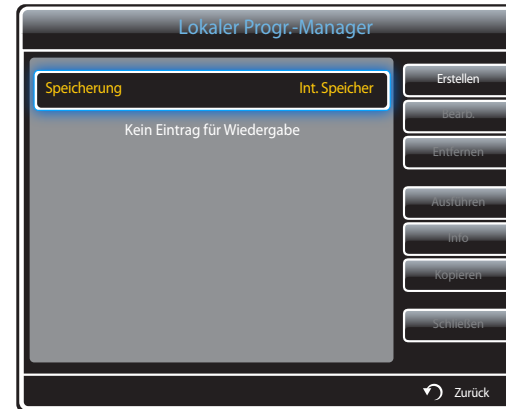 Lokaler Progr.-Manager
Speicherung Int. Speicher
Kein Eintrag für Wiedergabe
Erstellen
Bearb.
Entfernen
Ausführen
Info
Kopieren
Schließen
Zurück